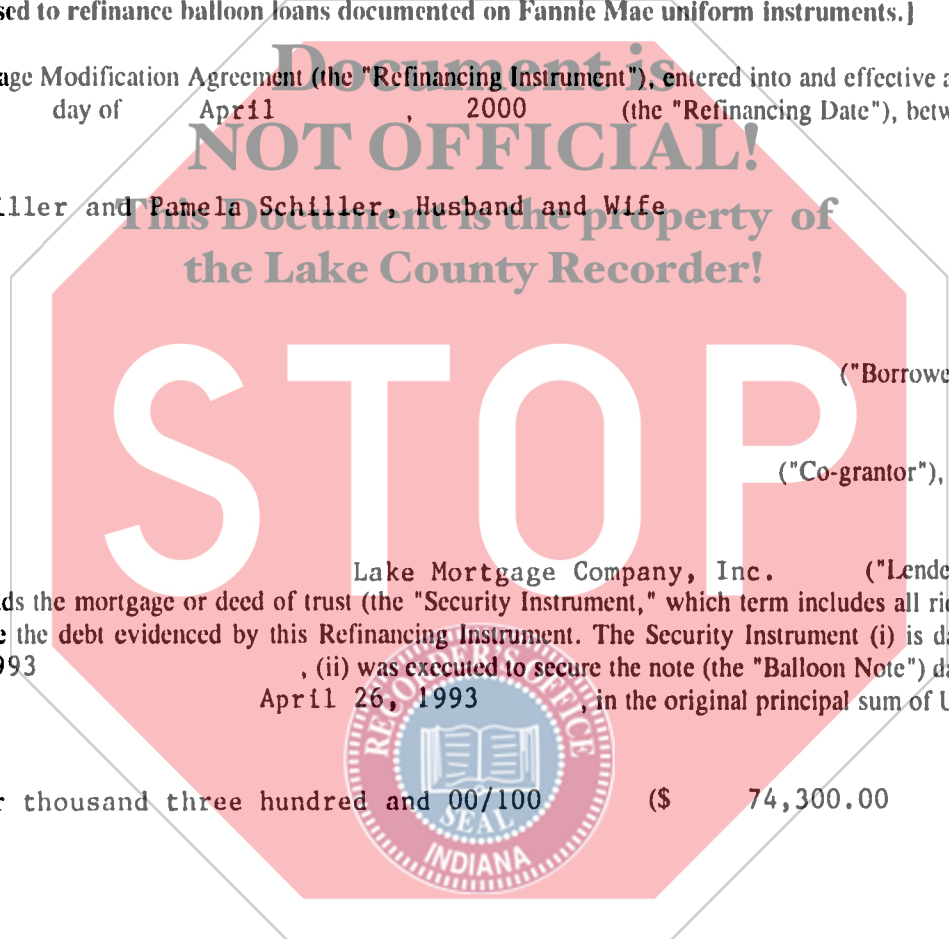 sed to refinance balloon loans documented on Fannie Mae uniform instruments.]
Document is
age Modification Agreement (the "Refinancing Instrument"), entered into and effective a
day of April , 2000 (the "Refinancing Date"), betw
NOT OFFICIAL!
ller and Pamela Schiller, Husband and Wife
This Document is the property of
the Lake County Recorder!
STOP
("Borrowe
("Co-grantor"),
Lake Mortgage Company, Inc. ("Lende
ds the mortgage or deed of trust (the "Security Instrument," which term includes all rig
e the debt evidenced by this Refinancing Instrument. The Security Instrument (i) is da
993 , (ii) was executed to secure the note (the "Balloon Note") da
April 26, 1993 , in the original principal sum of U
r thousand three hundred and 00/100 ($ 74,300.00
RECORDER'S OFFICE
SEAL
INDIANA